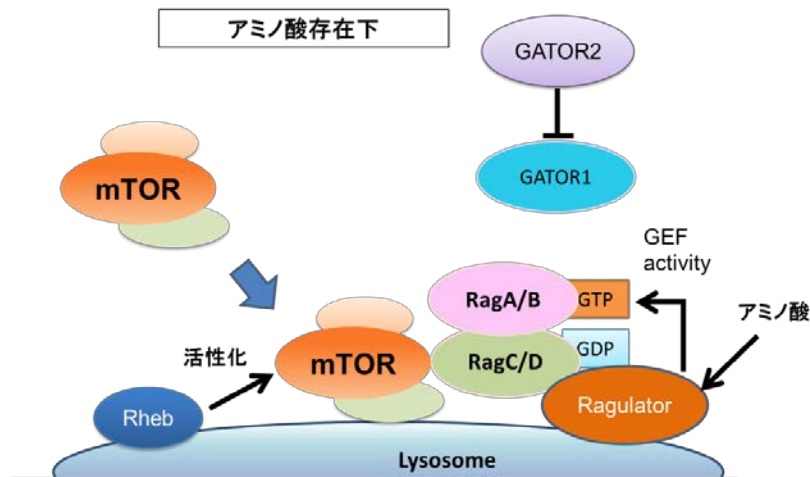 アミノ酸存在下
GATOR2
mTOR
GATOR1
GEF
activity
RagA/B
GTP
アミノ酸
活性化
mTOR
RagC/D
GDP
Rheb
Ragulator
Lysosome